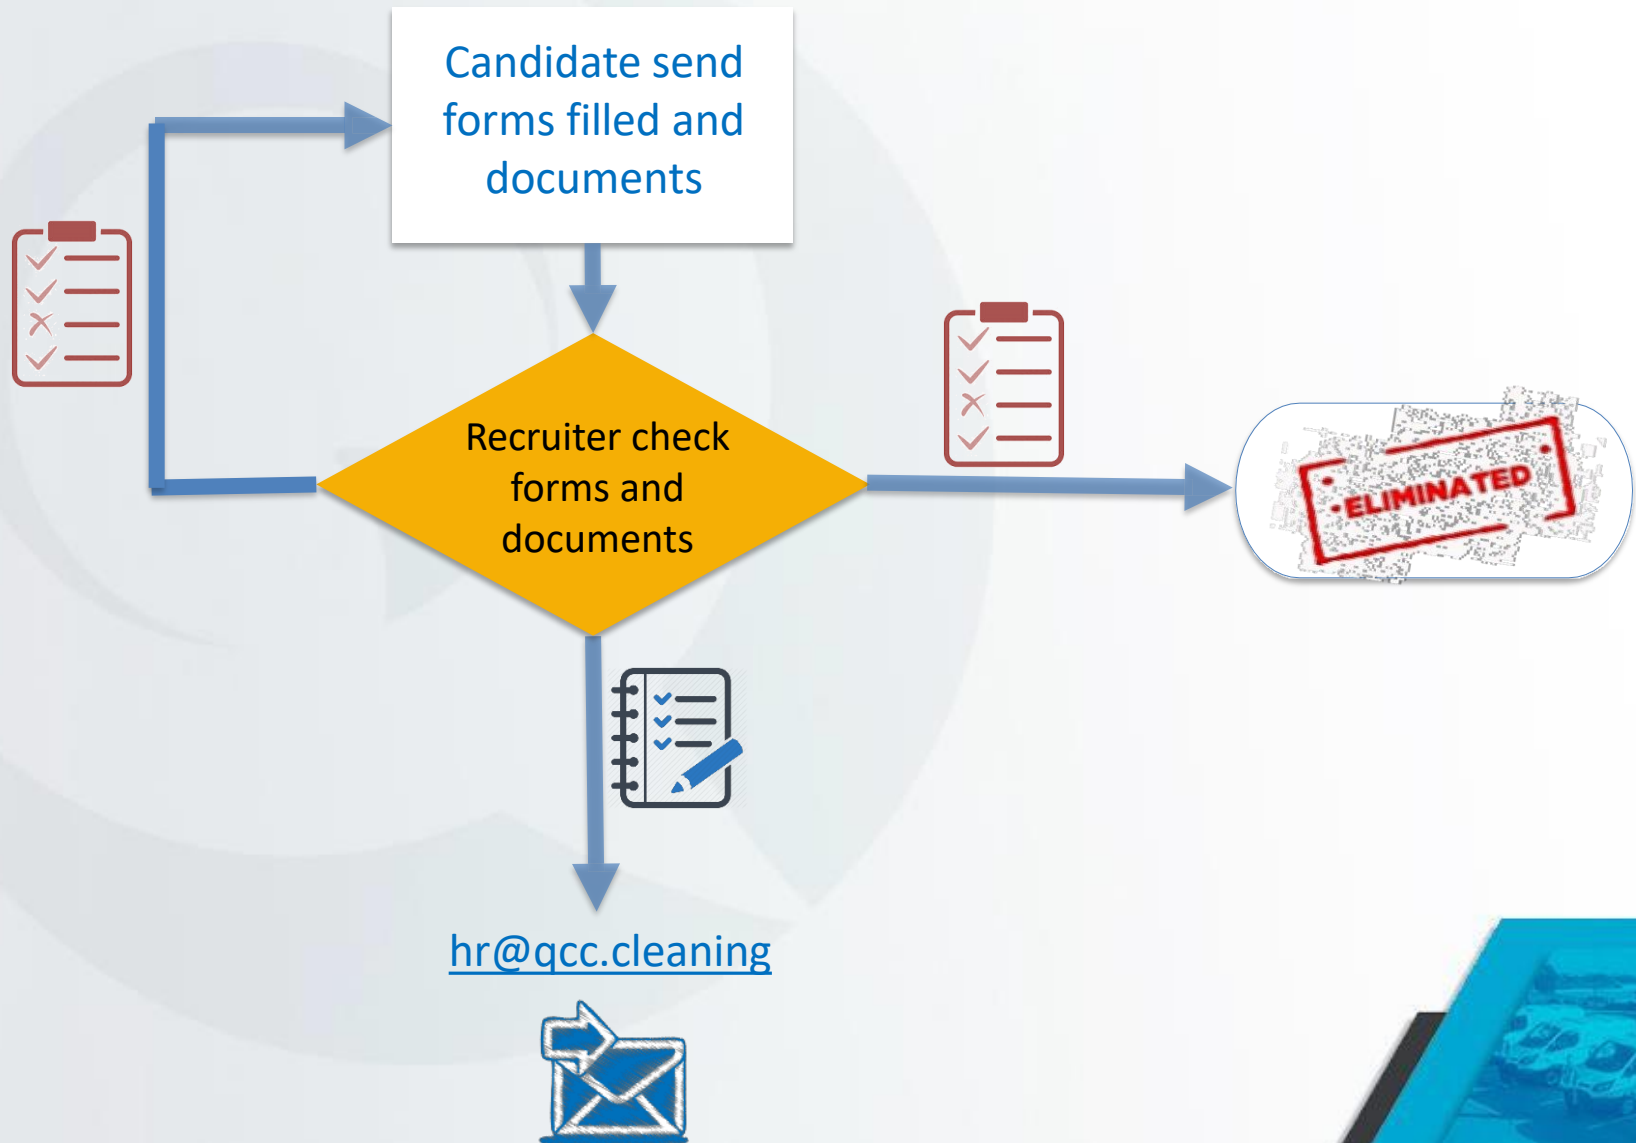 Candidate send
forms filled and
documents
Recruiter check
forms and
documents
ELIMINATED
hr@qcc.cleaning